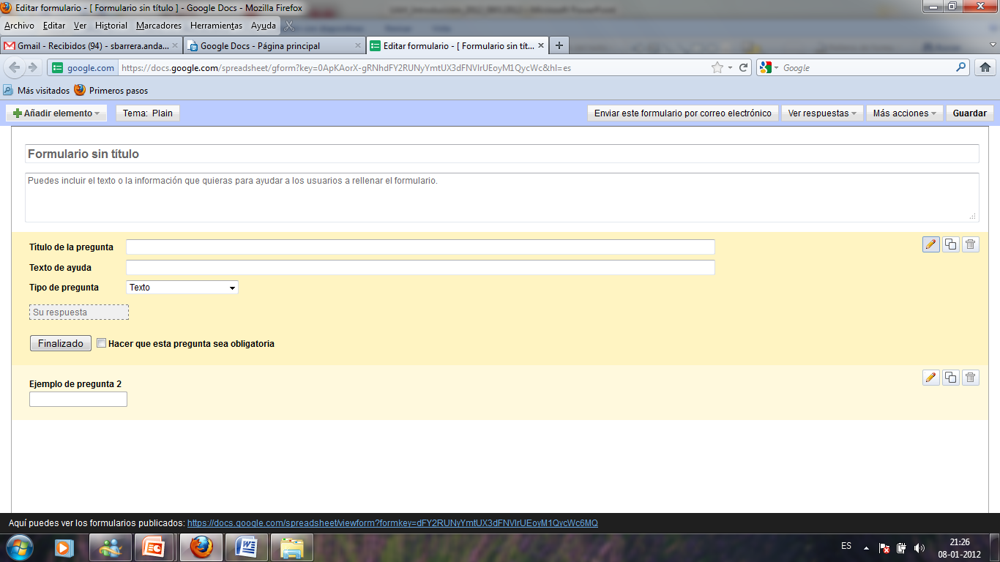 Editar formulario - [ Formulario sin título ] - Google Docs - Mozilla Firefox
Archivo Editar Ver Historial Marcadores Herramientas Ayuda
Gmail - Recibidos (94) - sbarrera.anda...
Google Docs - Página principal
Editar formulario - [ Formulario sin tít...
google.com
https://docs.google.com/spreadsheet/gform?key=0ApKAorX-gRNhdFY2RUNyYmtUX3dFNVlrUEoyM1QycWc&hl=es
Google
Más visitados Primeros pasos
Añadir elemento Tema: Plain Enviar este formulario por correo electrónico Ver respuestas Más acciones Guardar
Formulario sin título
Puedes incluir el texto o la información que quieras para ayudar a los usuarios a rellenar el formulario.
Título de la pregunta
Texto de ayuda
Tipo de pregunta Texto
Su respuesta
Finalizado Hacer que esta pregunta sea obligatoria
Ejemplo de pregunta 2
Aquí puedes ver los formularios publicados: https://docs.google.com/spreadsheet/viewform?formkey=dFY2RUNyYmtUX3dFNVlrUEoyM1QycWc6MQ
ES
21:26
08-01-2012